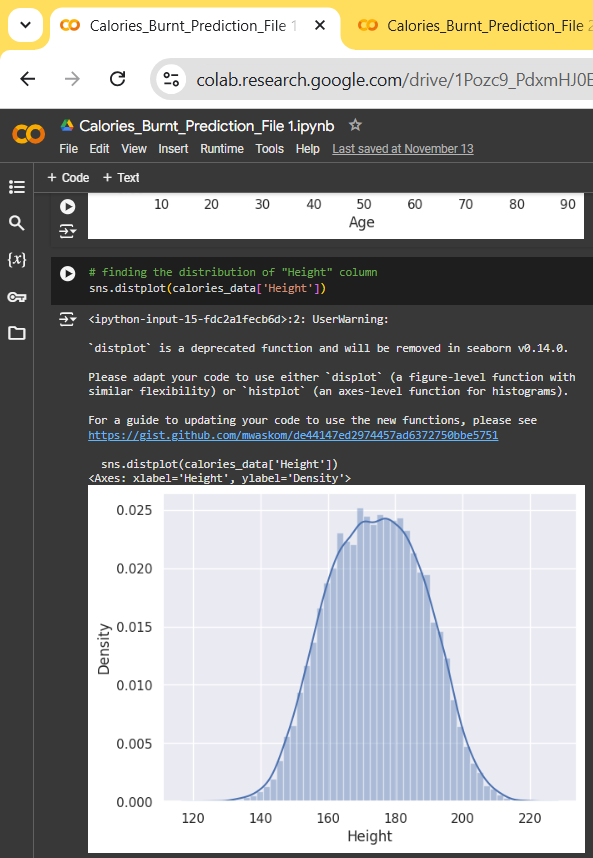 Calories_Burnt_Prediction_File 1
Calories_Burnt_Prediction_File
colab.research.google.com/drive/1Pozc9_PdxmHJ0E
Calories_Burnt_Prediction_File 1.ipynb
File Edit View Insert Runtime Tools Help Last saved at November 13
+ Code + Text
10 20 30 40 50 60 70 80 90
Age
# finding the distribution of "Height" column
sns.distplot(calories_data['Height'])
<ipython-input-15-fdc2a1fecb6d>:2: UserWarning:
`distplot` is a deprecated function and will be removed in seaborn v0.14.0.
Please adapt your code to use either `displot` (a figure-level function with
similar flexibility) or `histplot` (an axes-level function for histograms).
For a guide to updating your code to use the new functions, please see
https://gist.github.com/mwaskom/de44147ed2974457ad6372750bbe5751
sns.distplot(calories_data['Height'])
<Axes: xlabel='Height', ylabel='Density'>
0.025
0.020
0.015
0.010
0.005
0.000
Density
120 140 160 180 200 220
Height